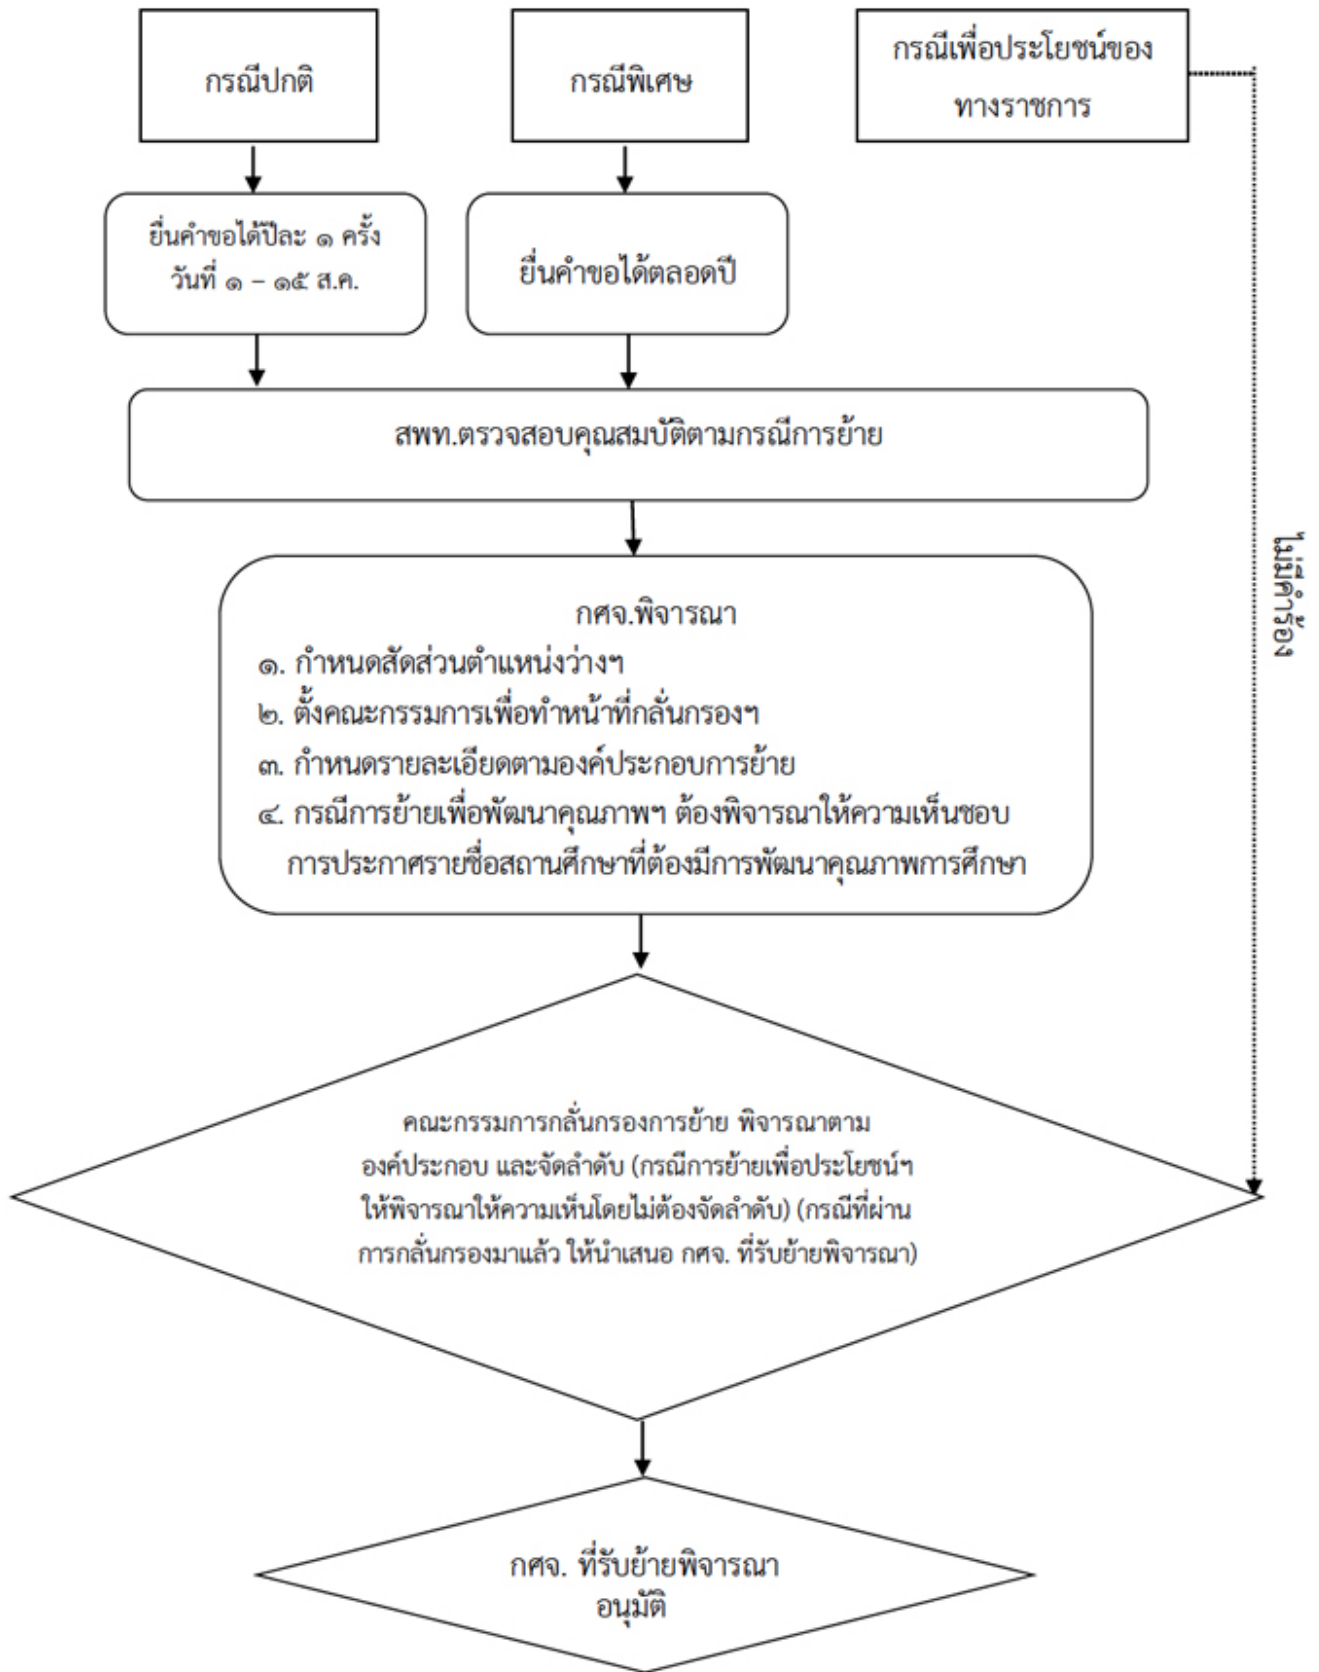 กรณีปกติ
กรณีพิเศษ
กรณีเพื่อประโยชน์ของ
ทางราชการ
ยื่นคำขอได้ปีละ ๑ ครั้ง
วันที่ ๑ – ๑๕ ส.ค.
ยื่นคำขอได้ตลอดปี
สพท.ตรวจสอบคุณสมบัติตามกรณีการย้าย
ไม่มีคำร้อง
กศจ.พิจารณา
๑. กำหนดสัดส่วนตำแหน่งว่างฯ
๒. ตั้งคณะกรรมการเพื่อทำหน้าที่กลั่นกรองฯ
๓. กำหนดรายละเอียดตามองค์ประกอบการย้าย
๔. กรณีการย้ายเพื่อพัฒนาคุณภาพฯ ต้องพิจารณาให้ความเห็นชอบ
การประกาศรายชื่อสถานศึกษาที่ต้องมีการพัฒนาคุณภาพการศึกษา
คณะกรรมการกลั่นกรองการย้าย พิจารณาตาม
องค์ประกอบ และจัดลำดับ (กรณีการย้ายเพื่อประโยชน์ฯ
ให้พิจารณาให้ความเห็นโดยไม่ต้องจัดลำดับ) (กรณีที่ผ่าน
การกลั่นกรองมาแล้ว ให้นำเสนอ กศจ. ที่รับย้ายพิจารณา)
กศจ. ที่รับย้ายพิจารณา
อนุมัติ